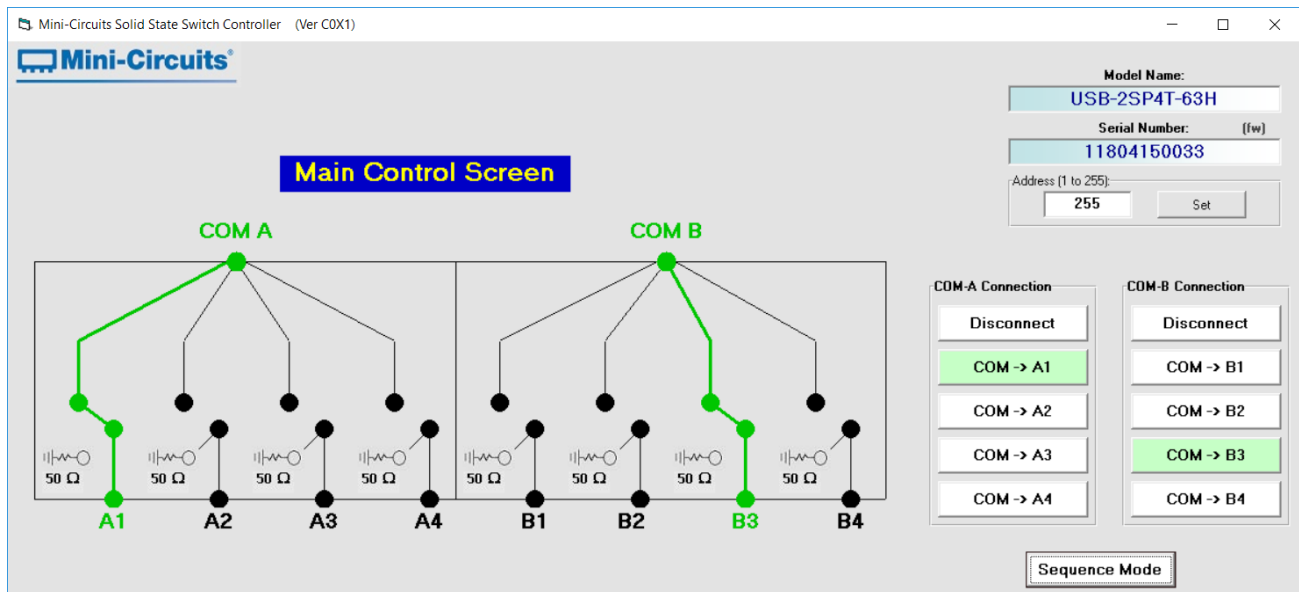 Mini-Circuits Solid State Switch Controller (Ver C0X1)
Mini-Circuits®
Model Name:
USB-2SP4T-63H
Serial Number: (fw)
11804150033
Address (1 to 255):
255 Set
Main Control Screen
COM A COM B
50 Ω 50 Ω 50 Ω 50 Ω 50 Ω 50 Ω 50 Ω 50 Ω
A1 A2 A3 A4 B1 B2 B3 B4
COM-A Connection
Disconnect
COM -> A1
COM -> A2
COM -> A3
COM -> A4
COM-B Connection
Disconnect
COM -> B1
COM -> B2
COM -> B3
COM -> B4
Sequence Mode